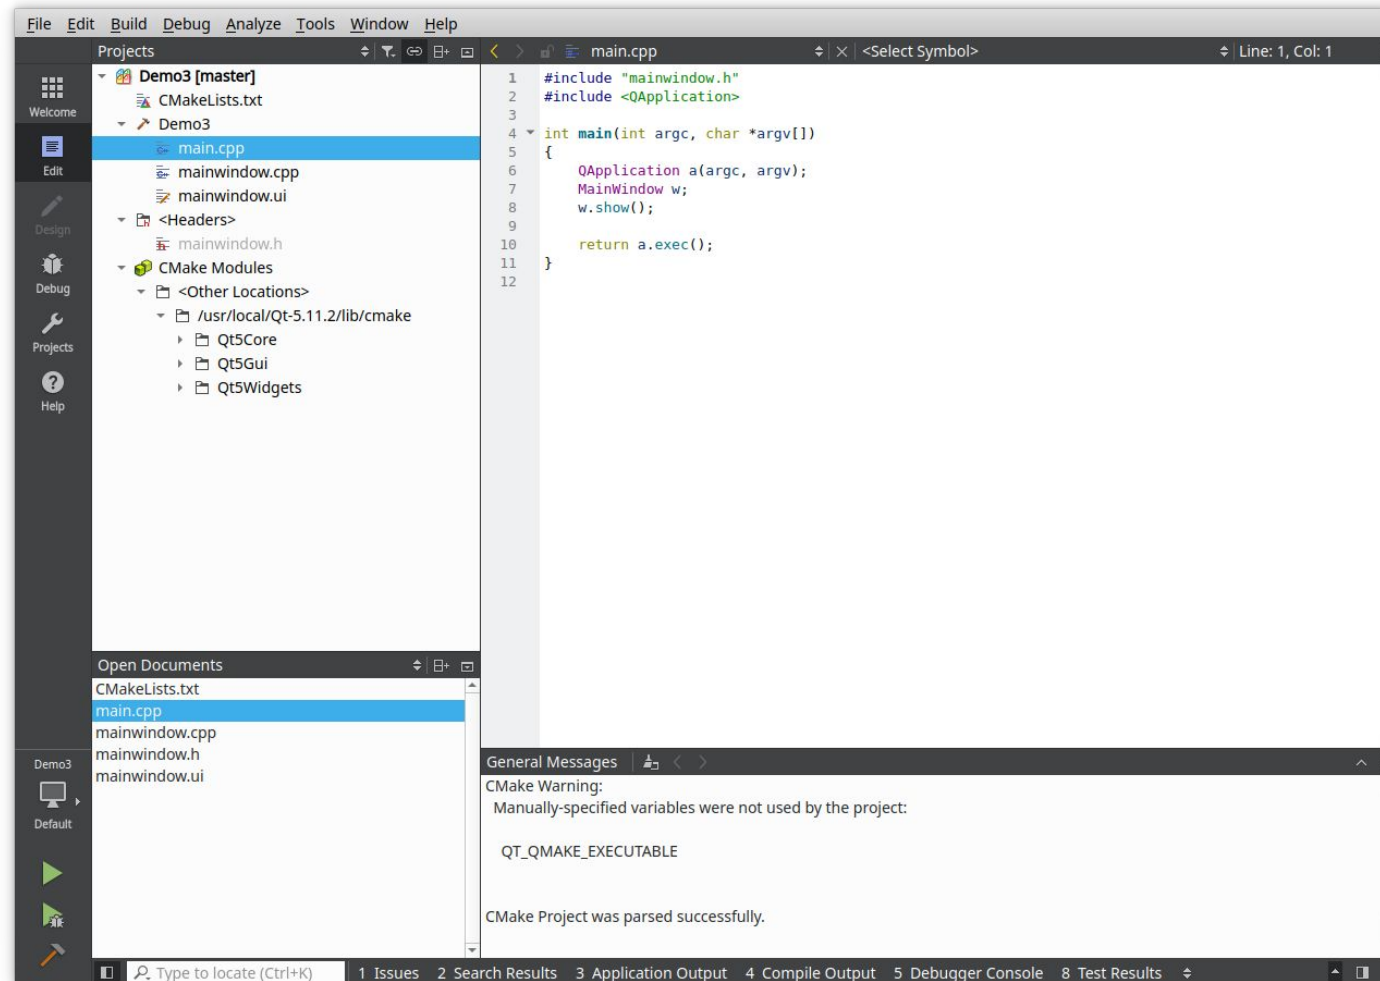 File Edit Build Debug Analyze Tools Window Help
Projects
main.cpp
<Select Symbol>
Line: 1, Col: 1
Welcome
Edit
Design
Debug
Projects
Help
Demo3 [master]
CMakeLists.txt
Demo3
main.cpp
mainwindow.cpp
mainwindow.ui
<Headers>
mainwindow.h
CMake Modules
<Other Locations>
/usr/local/Qt-5.11.2/lib/cmake
Qt5Core
Qt5Gui
Qt5Widgets
1 #include "mainwindow.h"
2 #include <QApplication>
3
4 int main(int argc, char *argv[])
5 {
6     QApplication a(argc, argv);
7     MainWindow w;
8     w.show();
9
10     return a.exec();
11 }
12
Open Documents
CMakeLists.txt
main.cpp
mainwindow.cpp
mainwindow.h
mainwindow.ui
Demo3
Default
General Messages
CMake Warning:
Manually-specified variables were not used by the project:
QT_QMAKE_EXECUTABLE
CMake Project was parsed successfully.
Type to locate (Ctrl+K)
1 Issues 2 Search Results 3 Application Output 4 Compile Output 5 Debugger Console 8 Test Results